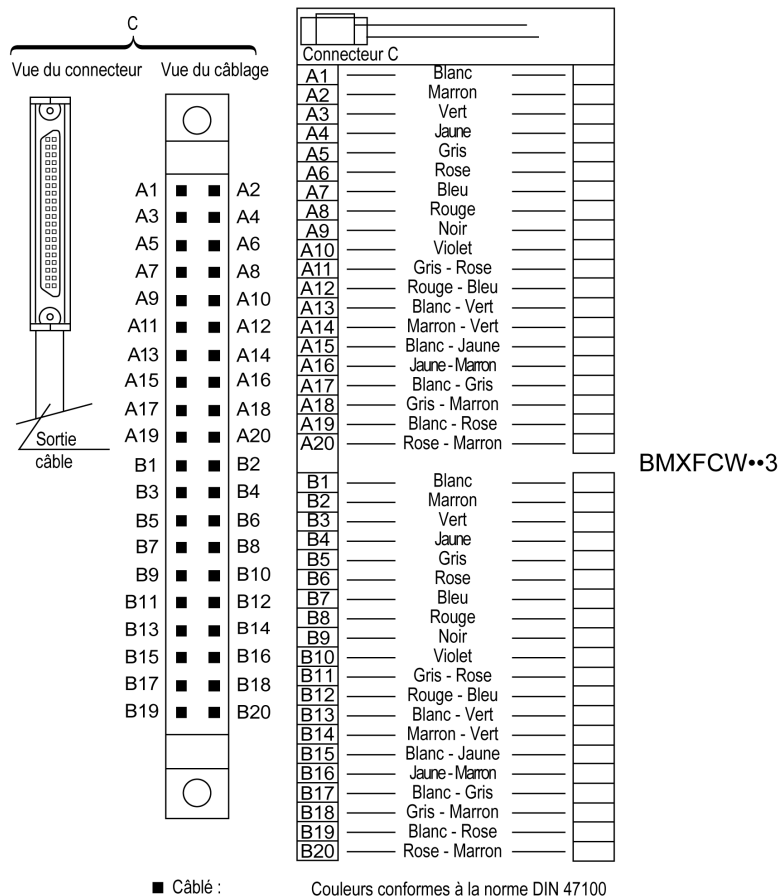 C
Vue du connecteur Vue du câblage
A1 A2
A3 A4
A5 A6
A7 A8
A9 A10
A11 A12
A13 A14
A15 A16
A17 A18
A19 A20
B1 B2
B3 B4
B5 B6
B7 B8
B9 B10
B11 B12
B13 B14
B15 B16
B17 B18
B19 B20
Sortie
câble
Connecteur C
A1 Blanc
A2 Marron
A3 Vert
A4 Jaune
A5 Gris
A6 Rose
A7 Bleu
A8 Rouge
A9 Noir
A10 Violet
A11 Gris - Rose
A12 Rouge - Bleu
A13 Blanc - Vert
A14 Marron - Vert
A15 Blanc - Jaune
A16 Jaune - Marron
A17 Blanc - Gris
A18 Gris - Marron
A19 Blanc - Rose
A20 Rose - Marron
B1 Blanc
B2 Marron
B3 Vert
B4 Jaune
B5 Gris
B6 Rose
B7 Bleu
B8 Rouge
B9 Noir
B10 Violet
B11 Gris - Rose
B12 Rouge - Bleu
B13 Blanc - Vert
B14 Marron - Vert
B15 Blanc - Jaune
B16 Jaune - Marron
B17 Blanc - Gris
B18 Gris - Marron
B19 Blanc - Rose
B20 Rose - Marron
BMXFCW••3
■ Câblé : Couleurs conformes à la norme DIN 47100